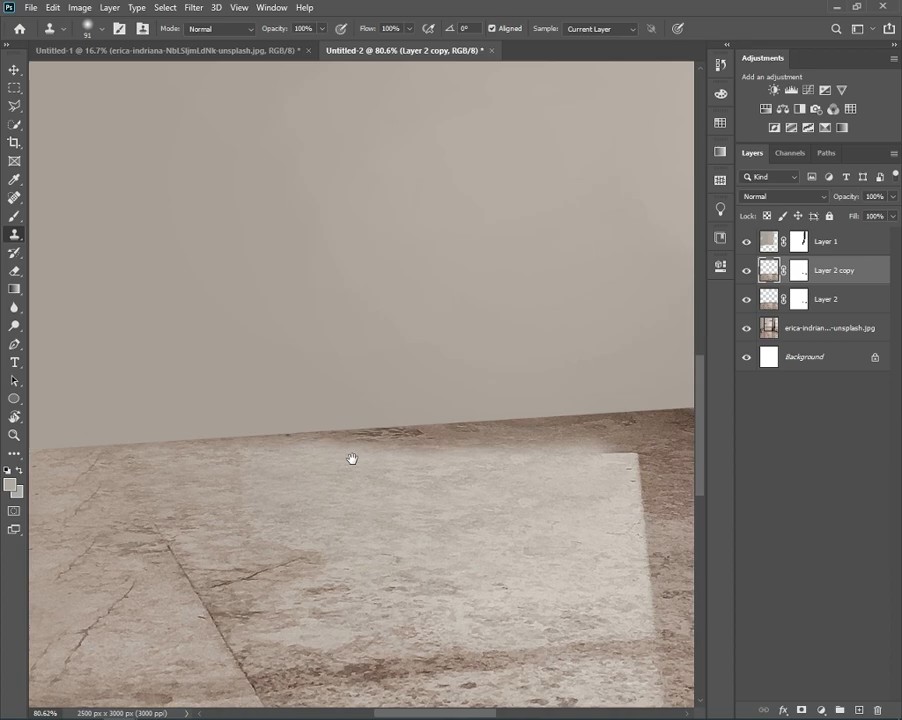 Ps File Edit Image Layer Type Select Filter 3D View Window Help
91 Mode: Normal Opacity: 100% Flow: 100% 0° Aligned Sample: Current Layer
Untitled-1 @ 16.7% (erica-indriana-NbLSIjmLdNk-unsplash.jpg, RGB/8) * × Untitled-2 @ 80.6% (Layer 2 copy, RGB/8) * ×
Adjustments
Add an adjustment
Layers Channels Paths
Kind
Normal Opacity: 100%
Lock: Fill: 100%
Layer 1
Layer 2 copy
Layer 2
erica-indrian...-unsplash.jpg
Background
80.62% 2500 px x 3000 px (3000 ppi)